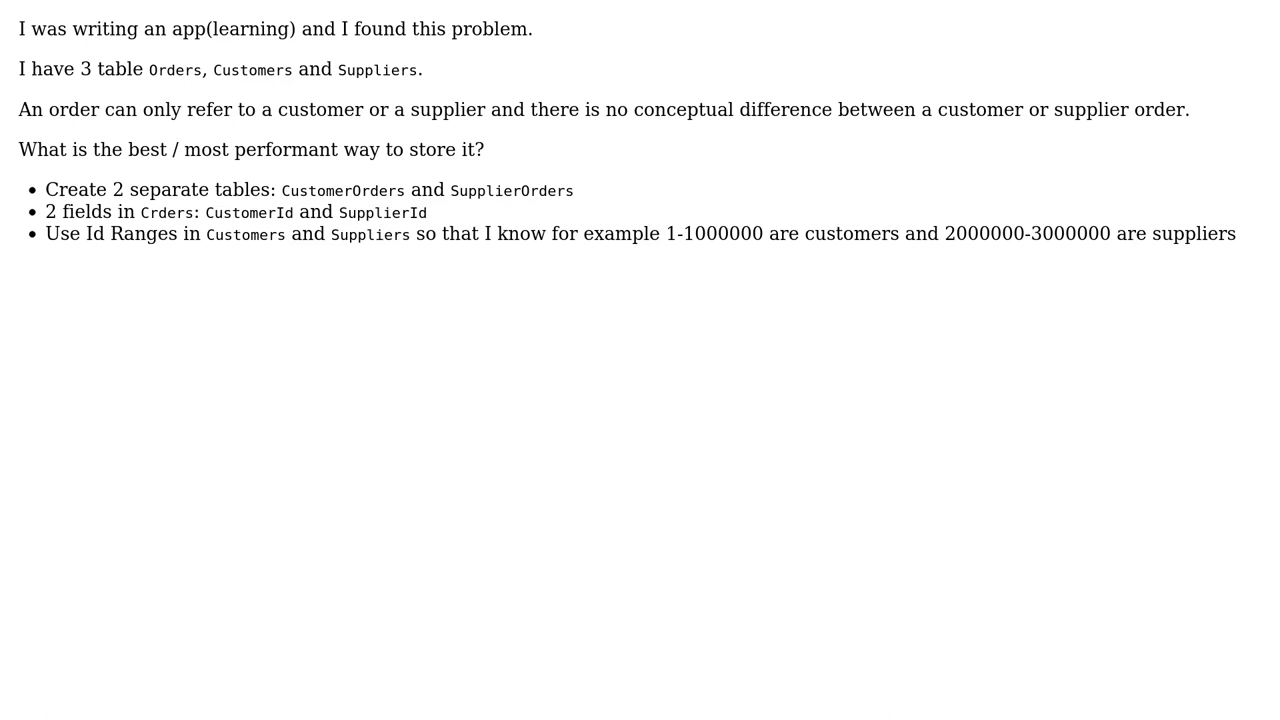 I was writing an app(learning) and I found this problem.
I have 3 table Orders, Customers and Suppliers.
An order can only refer to a customer or a supplier and there is no conceptual difference between a customer or supplier order.
What is the best / most performant way to store it?
• Create 2 separate tables: CustomerOrders and SupplierOrders
• 2 fields in Crders: CustomerId and SupplierId
• Use Id Ranges in Customers and Suppliers so that I know for example 1-1000000 are customers and 2000000-3000000 are suppliers